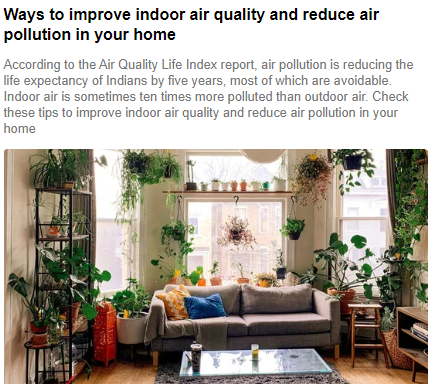 Ways to improve indoor air quality and reduce air
pollution in your home
According to the Air Quality Life Index report, air pollution is reducing the
life expectancy of Indians by five years, most of which are avoidable.
Indoor air is sometimes ten times more polluted than outdoor air. Check
these tips to improve indoor air quality and reduce air pollution in your
home